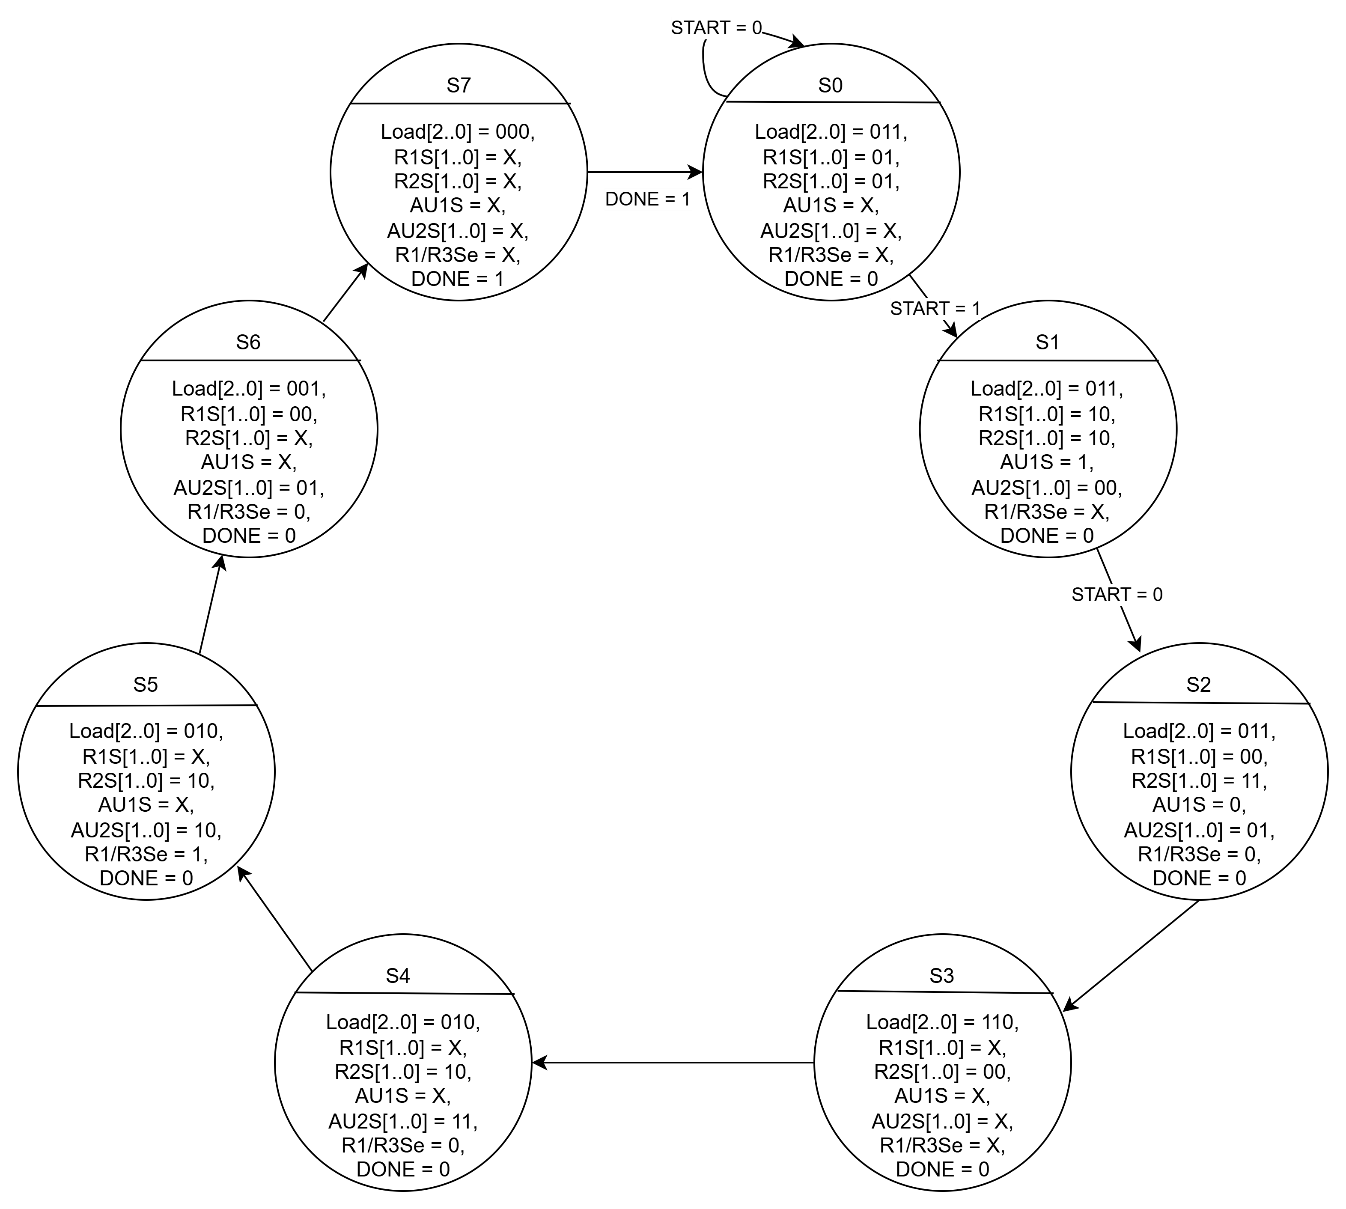 START = 0
S7
Load[2..0] = 000,
R1S[1..0] = X,
R2S[1..0] = X,
AU1S = X,
AU2S[1..0] = X,
R1/R3Se = X,
DONE = 1
DONE = 1
S0
Load[2..0] = 011,
R1S[1..0] = 01,
R2S[1..0] = 01,
AU1S = X,
AU2S[1..0] = X,
R1/R3Se = X,
DONE = 0
START = 1
S6
Load[2..0] = 001,
R1S[1..0] = 00,
R2S[1..0] = X,
AU1S = X,
AU2S[1..0] = 01,
R1/R3Se = 0,
DONE = 0
S1
Load[2..0] = 011,
R1S[1..0] = 10,
R2S[1..0] = 10,
AU1S = 1,
AU2S[1..0] = 00,
R1/R3Se = X,
DONE = 0
START = 0
S5
Load[2..0] = 010,
R1S[1..0] = X,
R2S[1..0] = 10,
AU1S = X,
AU2S[1..0] = 10,
R1/R3Se = 1,
DONE = 0
S2
Load[2..0] = 011,
R1S[1..0] = 00,
R2S[1..0] = 11,
AU1S = 0,
AU2S[1..0] = 01,
R1/R3Se = 0,
DONE = 0
S4
Load[2..0] = 010,
R1S[1..0] = X,
R2S[1..0] = 10,
AU1S = X,
AU2S[1..0] = 11,
R1/R3Se = 0,
DONE = 0
S3
Load[2..0] = 110,
R1S[1..0] = X,
R2S[1..0] = 00,
AU1S = X,
AU2S[1..0] = X,
R1/R3Se = X,
DONE = 0